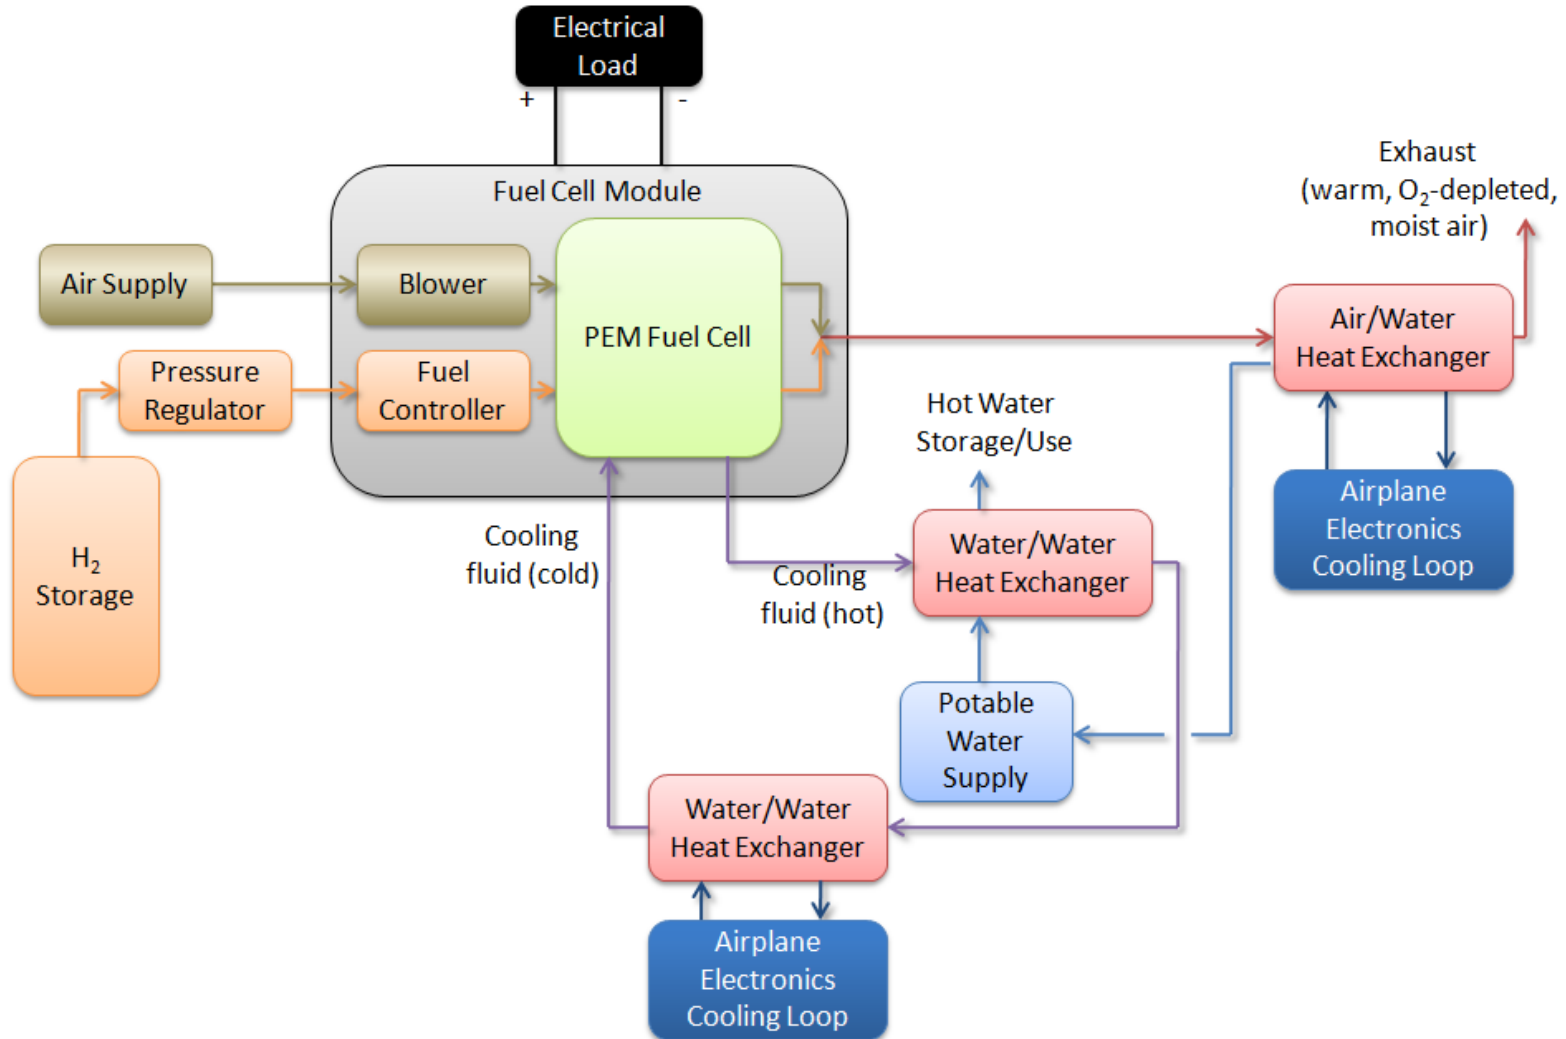 Electrical
Load
+
-
Fuel Cell Module
Exhaust
(warm, O₂-depleted,
moist air)
Air Supply
Blower
PEM Fuel Cell
Air/Water
Heat Exchanger
Pressure
Regulator
Fuel
Controller
Hot Water
Storage/Use
H₂
Storage
Cooling
fluid (cold)
Cooling
fluid (hot)
Water/Water
Heat Exchanger
Airplane
Electronics
Cooling Loop
Potable
Water
Supply
Water/Water
Heat Exchanger
Airplane
Electronics
Cooling Loop